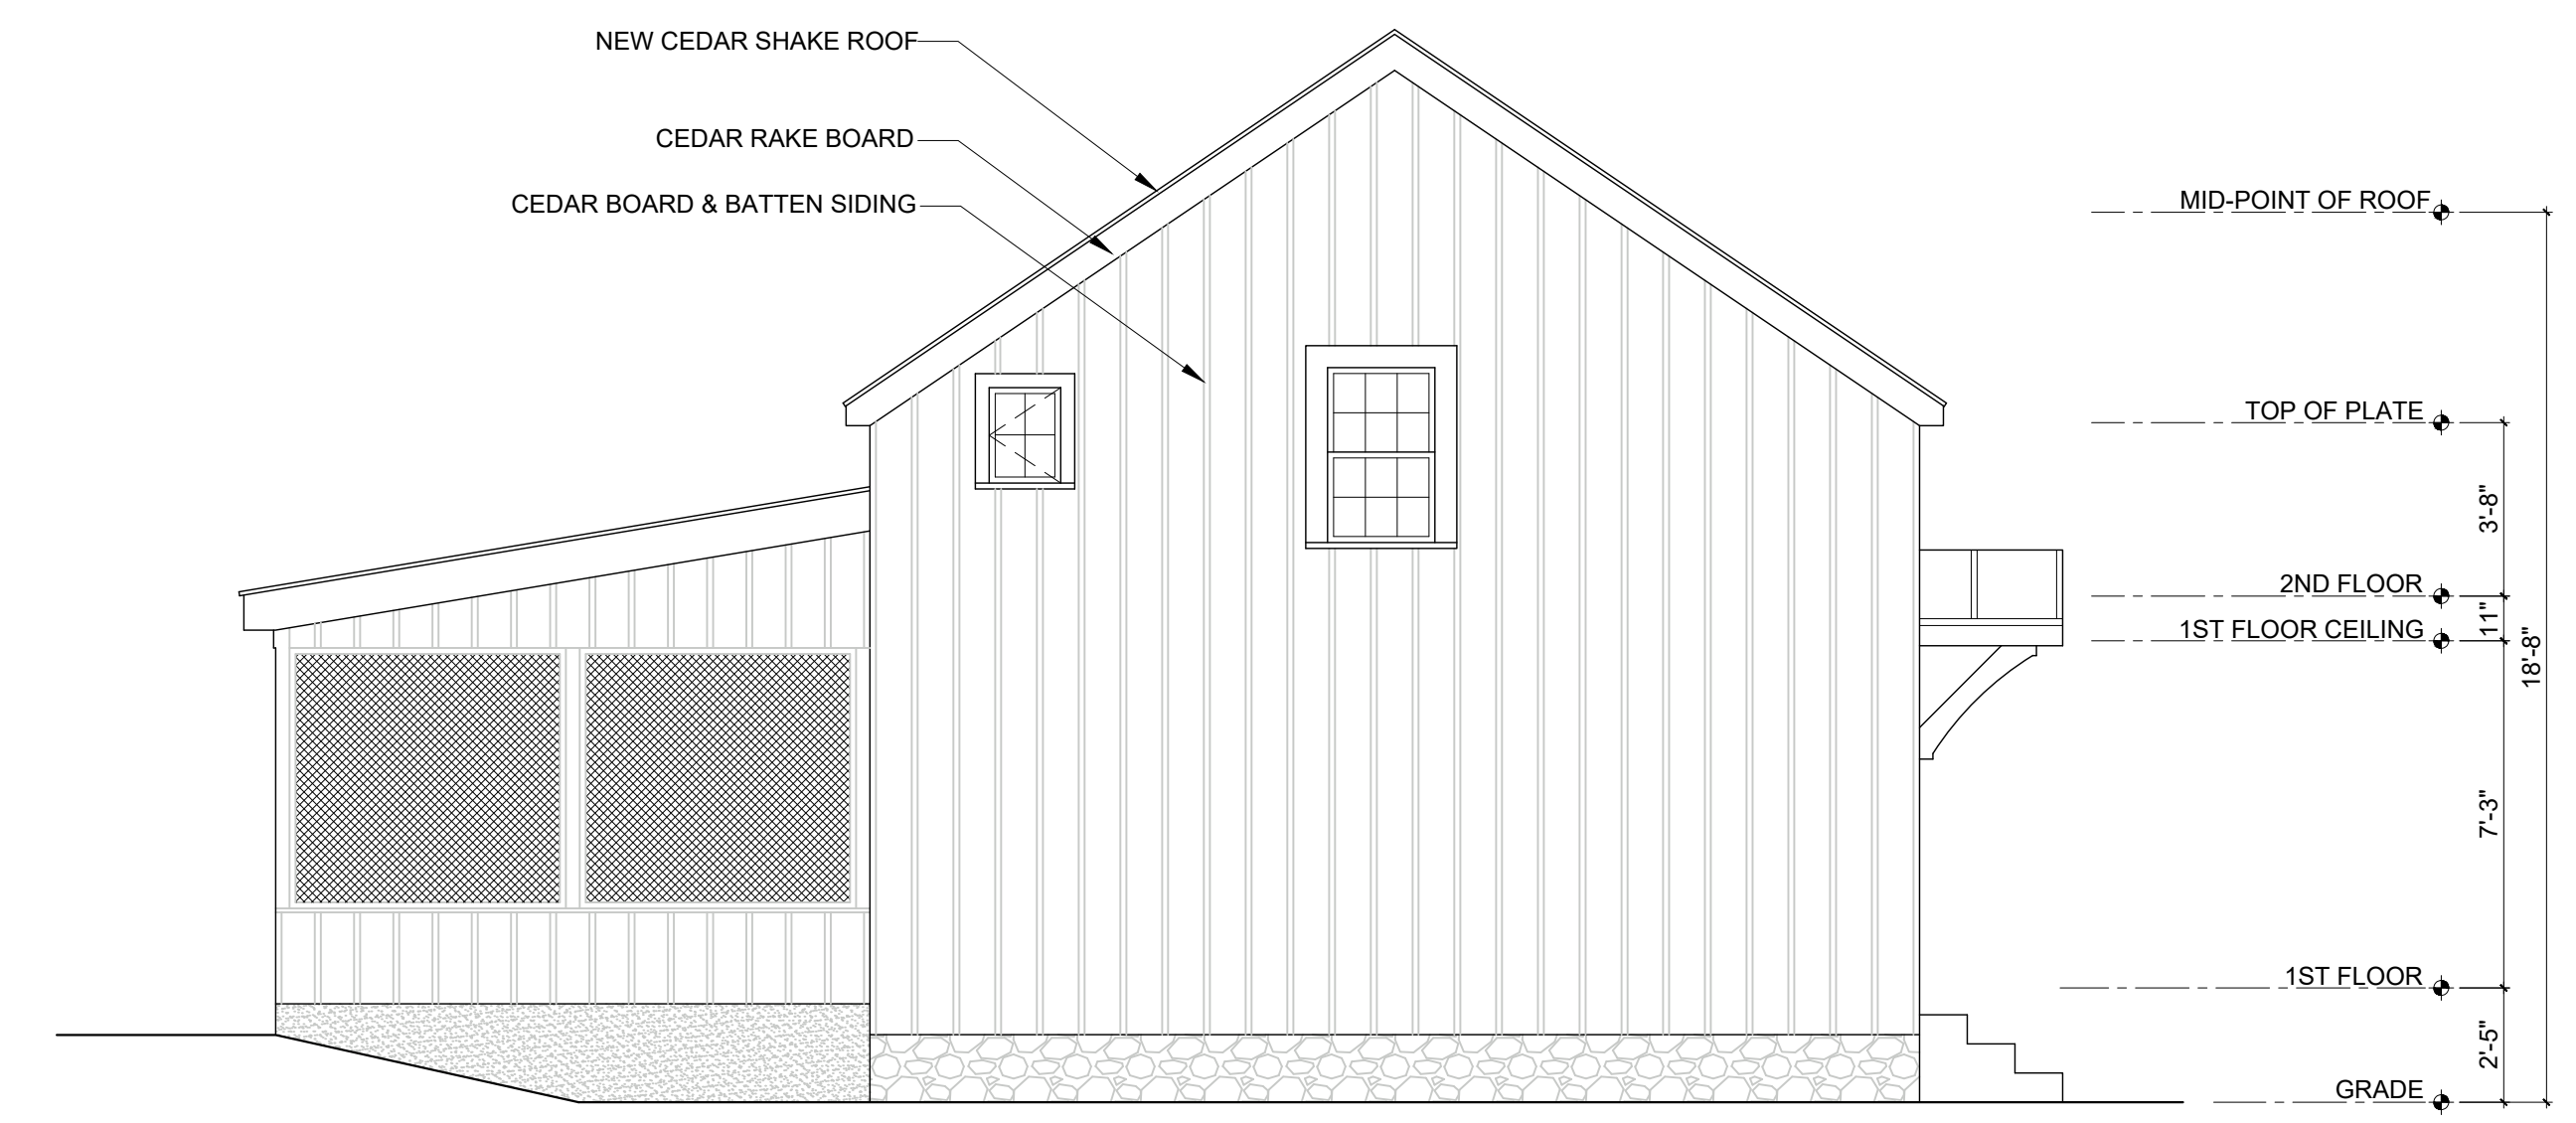 NEW CEDAR SHAKE ROOF
CEDAR RAKE BOARD
CEDAR BOARD & BATTEN SIDING
MID-POINT OF ROOF
TOP OF PLATE
3'-8"
2ND FLOOR
11"
1ST FLOOR CEILING
18'-8"
7'-3"
1ST FLOOR
2'-5"
GRADE